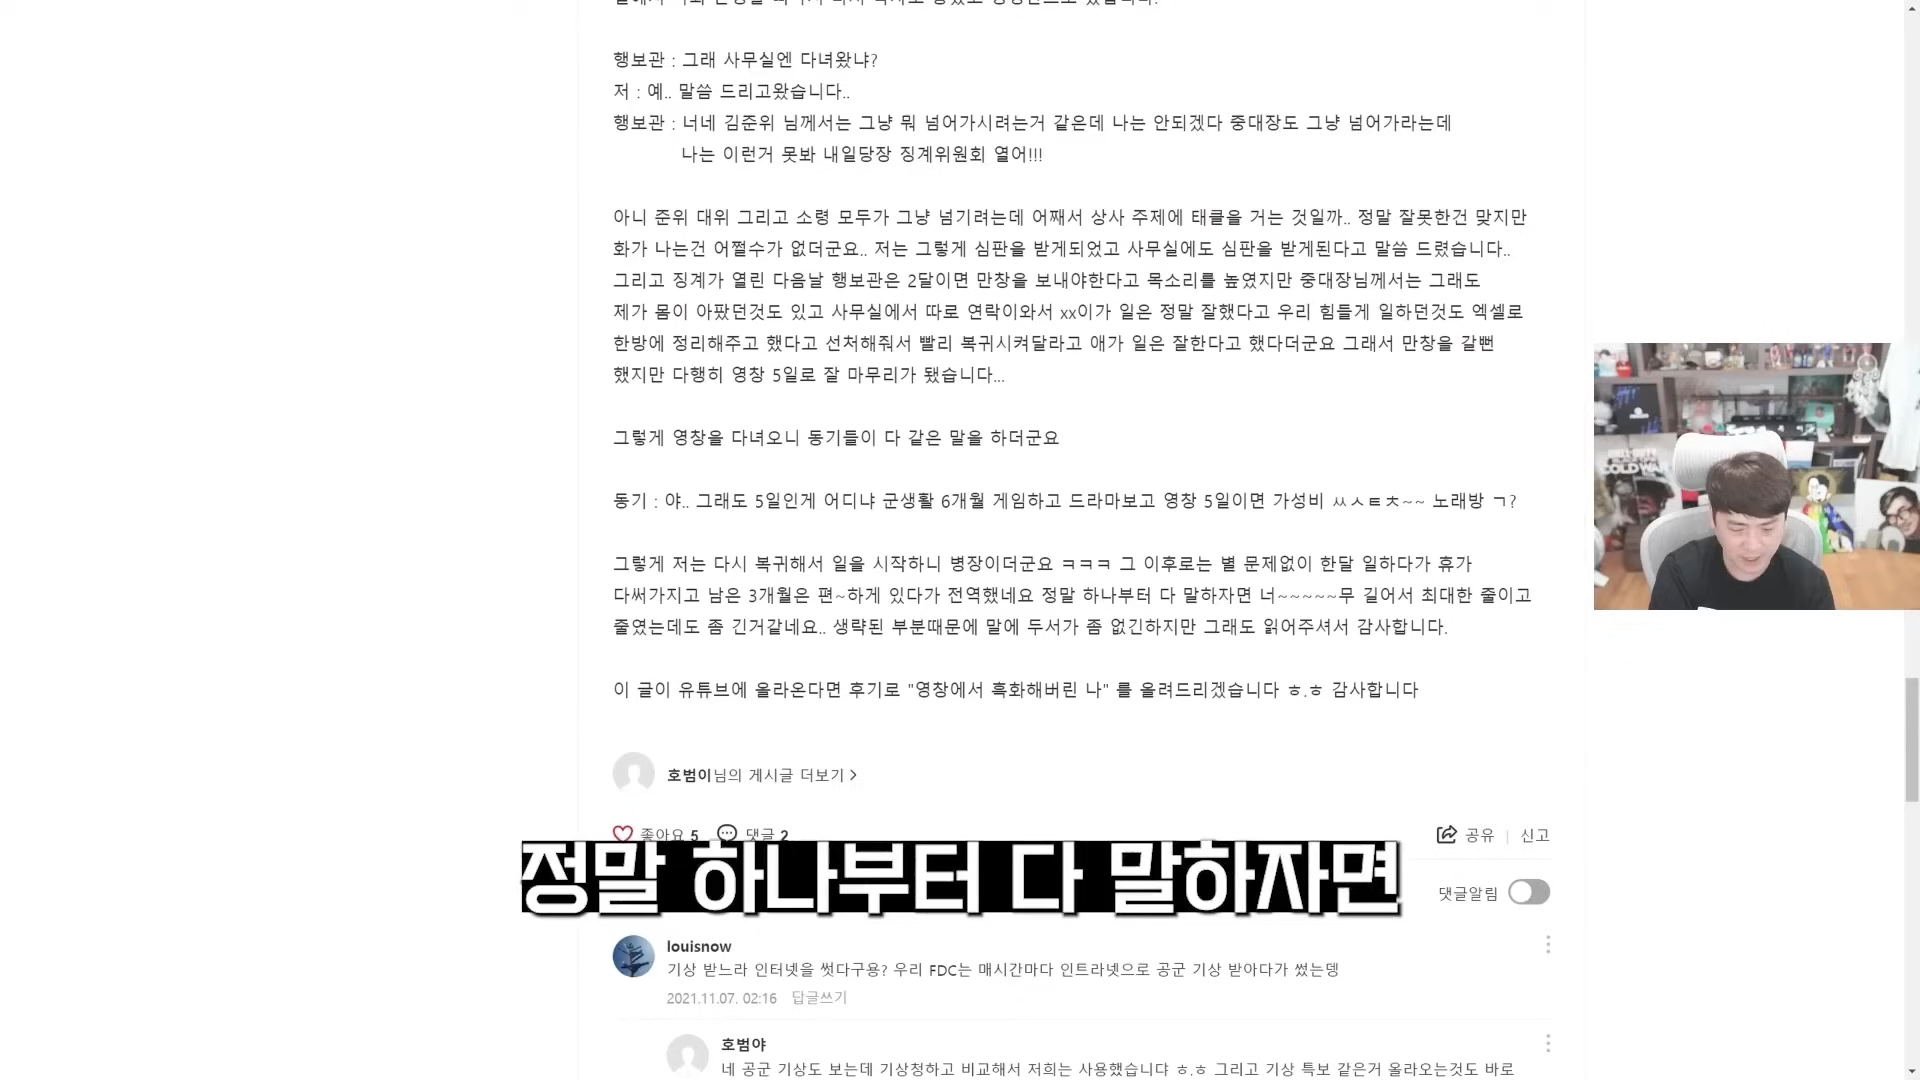 행보관 : 그래 사무실엔 다녀왔냐?
저 : 예.. 말씀 드리고왔습니다..
행보관 : 너네 김준위 님께서는 그냥 뭐 넘어가시려는거 같은데 나는 안되겠다 중대장도 그냥 넘어가라는데
나는 이런거 못봐 내일당장 징계위원회 열어!!!
아니 준위 대위 그리고 소령 모두가 그냥 넘기려는데 어째서 상사 주제에 태클을 거는 것일까.. 정말 잘못한건 맞지만
화가 나는건 어쩔수가 없더군요.. 저는 그렇게 심판을 받게되었고 사무실에도 심판을 받게된다고 말씀 드렸습니다..
그리고 징계가 열린 다음날 행보관은 2달이면 만창을 보내야한다고 목소리를 높였지만 중대장님께서는 그래도
제가 몸이 아팠던것도 있고 사무실에서 따로 연락이와서 xx이가 일은 정말 잘했다고 우리 힘들게 일하던것도 엑셀로
한방에 정리해주고 했다고 선처해줘서 빨리 복귀시켜달라고 애가 일은 잘한다고 했다더군요 그래서 만창을 갈뻔
했지만 다행히 영창 5일로 잘 마무리가 됐습니다...
그렇게 영창을 다녀오니 동기들이 다 같은 말을 하더군요
동기 : 야.. 그래도 5일인게 어디냐 군생활 6개월 게임하고 드라마보고 영창 5일이면 가성비 ㅆㅅㅌㅊ~~ 노래방 ㄱ?
그렇게 저는 다시 복귀해서 일을 시작하니 병장이더군요 ㅋㅋㅋ 그 이후로는 별 문제없이 한달 일하다가 휴가
다써가지고 남은 3개월은 편~하게 있다가 전역했네요 정말 하나부터 다 말하자면 너~~~~~무 길어서 최대한 줄이고
줄였는데도 좀 긴거같네요.. 생략된 부분때문에 말에 두서가 좀 없긴하지만 그래도 읽어주셔서 감사합니다.
이 글이 유튜브에 올라온다면 후기로 "영창에서 흑화해버린 나" 를 올려드리겠습니다 ㅎ.ㅎ 감사합니다
호범이님의 게시글 더보기 >
좋아요 5 댓글 2
공유 | 신고
정말 하나부터 다 말하자면
댓글알림
louisnow
기상 받느라 인터넷을 썻다구용? 우리 FDC는 매시간마다 인트라넷으로 공군 기상 받아다가 썼는뎅
2021.11.07. 02:16 답글쓰기
호범야
네 공군 기상도 보는데 기상청하고 비교해서 저희는 사용했습니댜 ㅎ.ㅎ 그리고 기상 특보 같은거 올라오는것도 바로
COLD WAR